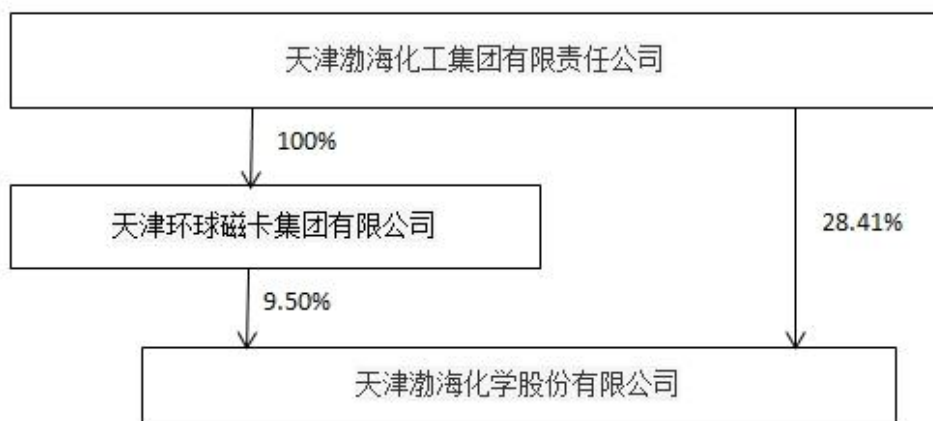 天津渤海化工集团有限责任公司
100%
天津环球磁卡集团有限公司
28.41%
9.50%
天津渤海化学股份有限公司